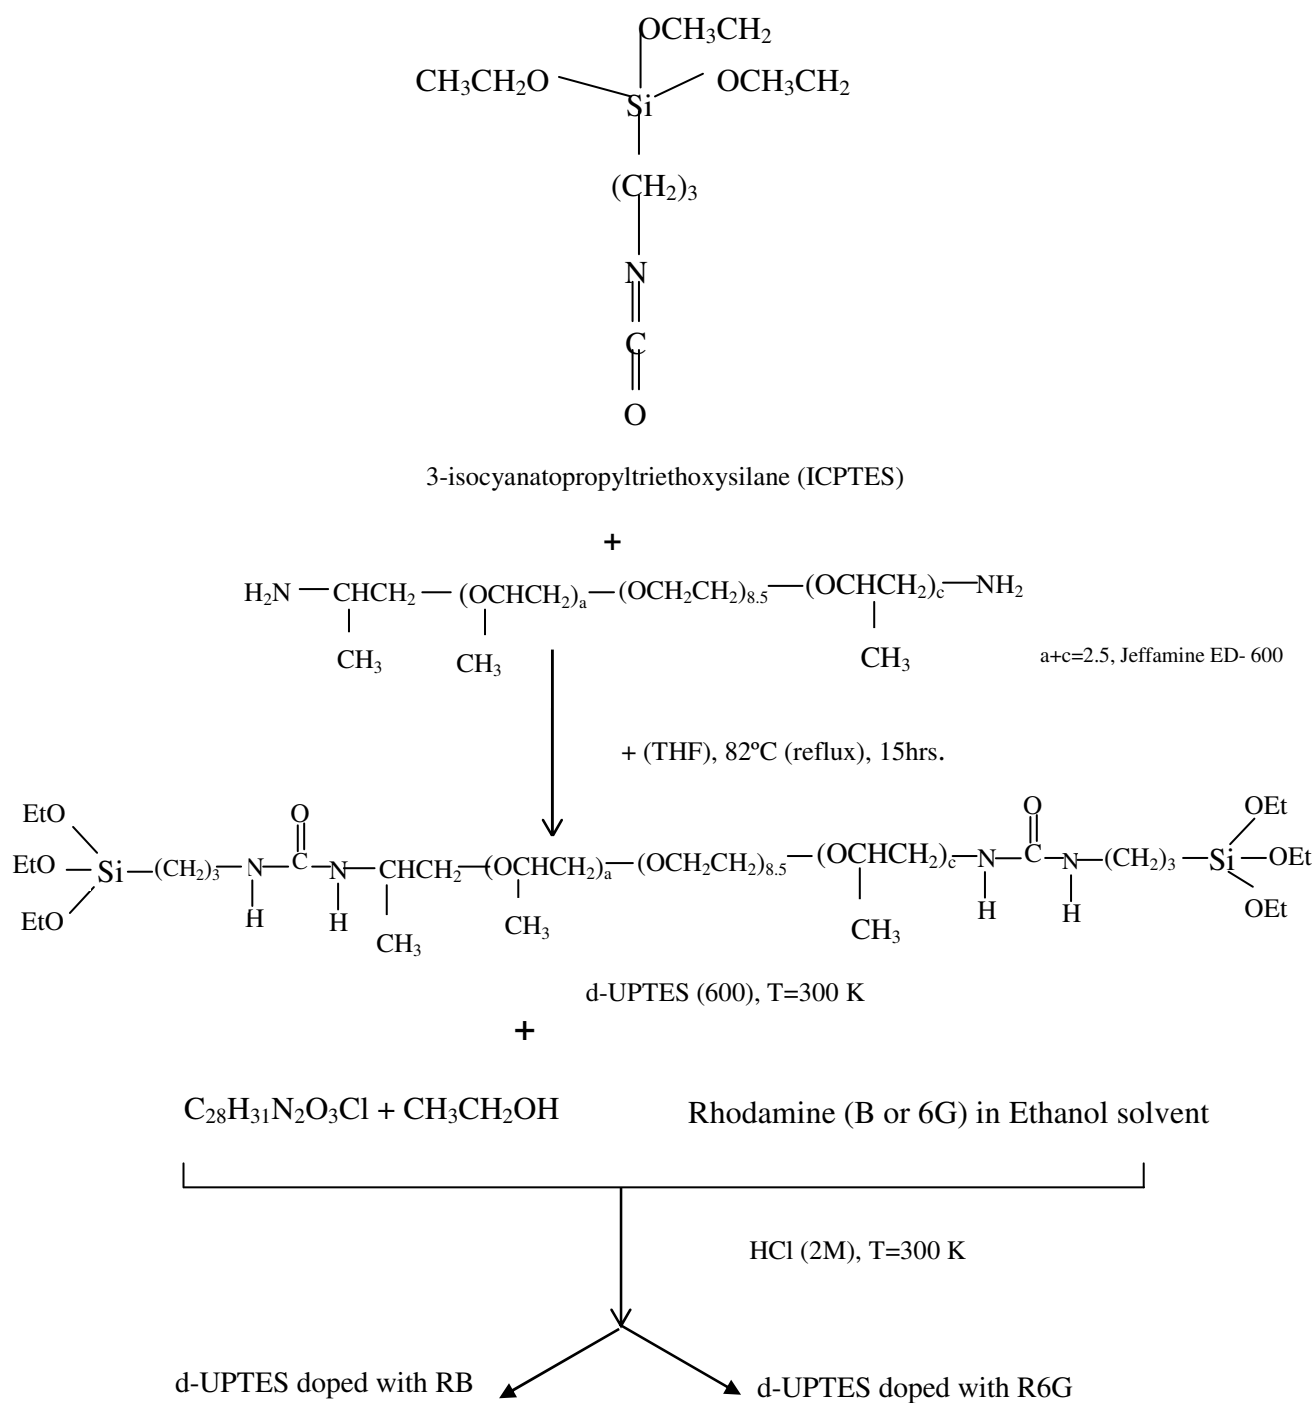 OCH₃CH₂
CH₃CH₂O OCH₃CH₂
Si
(CH₂)₃
N
C
O
3-isocyanatopropyltriethoxysilane (ICPTES)
+
H₂N — CHCH₂ — (OCHCH₂)ₐ — (OCH₂CH₂)₈.₅ — (OCHCH₂)c — NH₂
CH₃ CH₃ CH₃
a+c=2.5, Jeffamine ED- 600
+ (THF), 82ºC (reflux), 15hrs.
EtO O O OEt
EtO — Si — (CH₂)₃ — N — C — N — CHCH₂ — (OCHCH₂)ₐ — (OCH₂CH₂)₈.₅ — (OCHCH₂)c — N — C — N — (CH₂)₃ — Si — OEt
EtO H H CH₃ CH₃ CH₃ H H OEt
d-UPTES (600), T=300 K
+
C₂₈H₃₁N₂O₃Cl + CH₃CH₂OH Rhodamine (B or 6G) in Ethanol solvent
HCl (2M), T=300 K
d-UPTES doped with RB d-UPTES doped with R6G